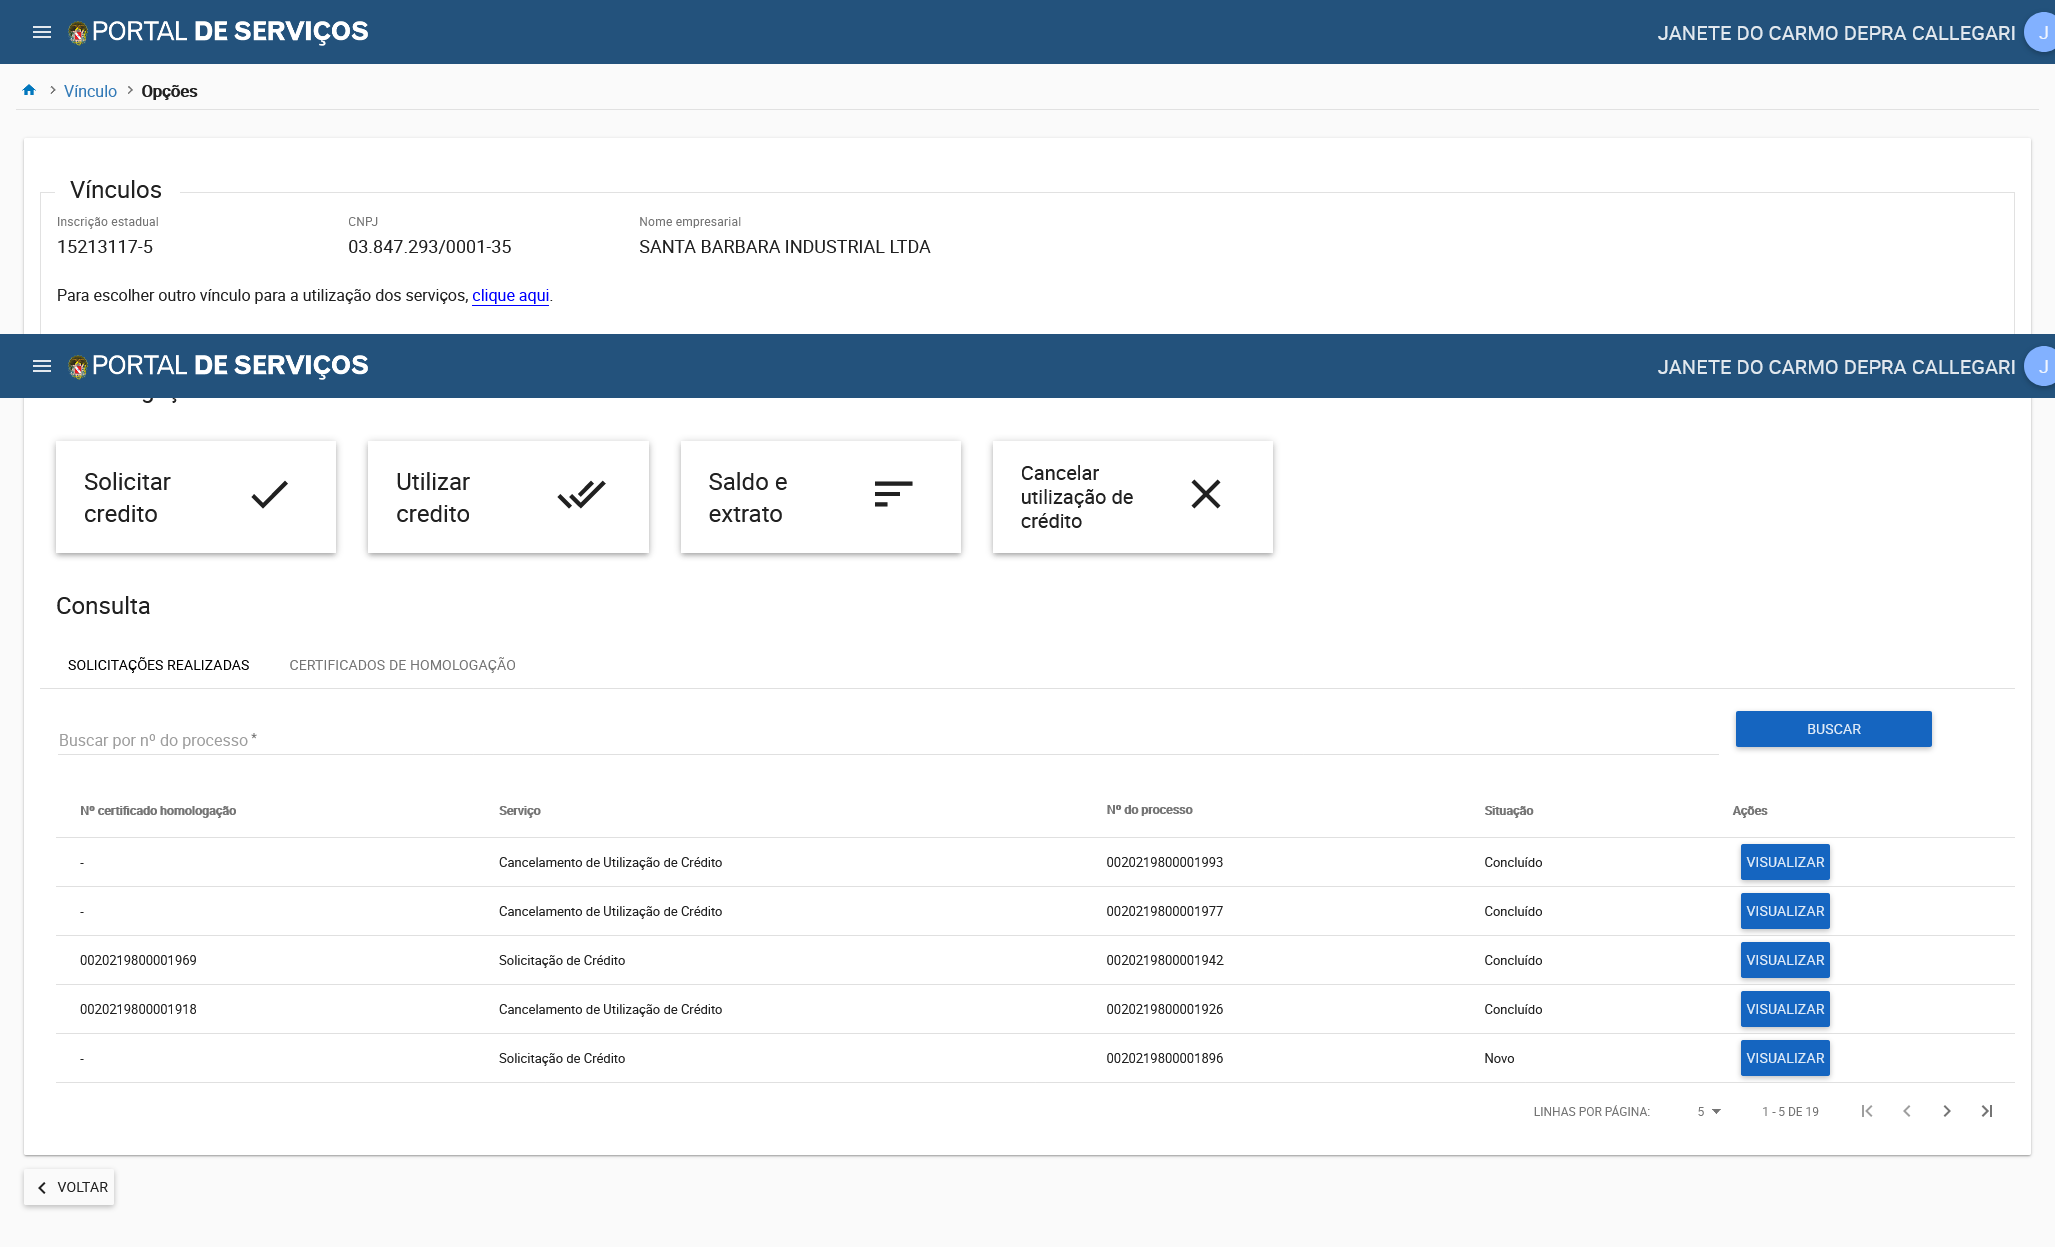 PORTAL DE SERVIÇOS
JANETE DO CARMO DEPRA CALLEGARI J
Vínculo Opções
Vínculos
Inscrição estadual CNPJ Nome empresarial
15213117-5 03.847.293/0001-35 SANTA BARBARA INDUSTRIAL LTDA
Para escolher outro vínculo para a utilização dos serviços, clique aqui.
PORTAL DE SERVIÇOS
JANETE DO CARMO DEPRA CALLEGARI J
Solicitar
credito
Utilizar
credito
Saldo e
extrato
Cancelar
utilização de
crédito
Consulta
SOLICITAÇÕES REALIZADAS CERTIFICADOS DE HOMOLOGAÇÃO
Buscar por nº do processo *
BUSCAR
Nº certificado homologação Serviço Nº do processo Situação Ações
- Cancelamento de Utilização de Crédito 0020219800001993 Concluído VISUALIZAR
- Cancelamento de Utilização de Crédito 0020219800001977 Concluído VISUALIZAR
0020219800001969 Solicitação de Crédito 0020219800001942 Concluído VISUALIZAR
0020219800001918 Cancelamento de Utilização de Crédito 0020219800001926 Concluído VISUALIZAR
- Solicitação de Crédito 0020219800001896 Novo VISUALIZAR
LINHAS POR PÁGINA: 5 1 - 5 DE 19
VOLTAR